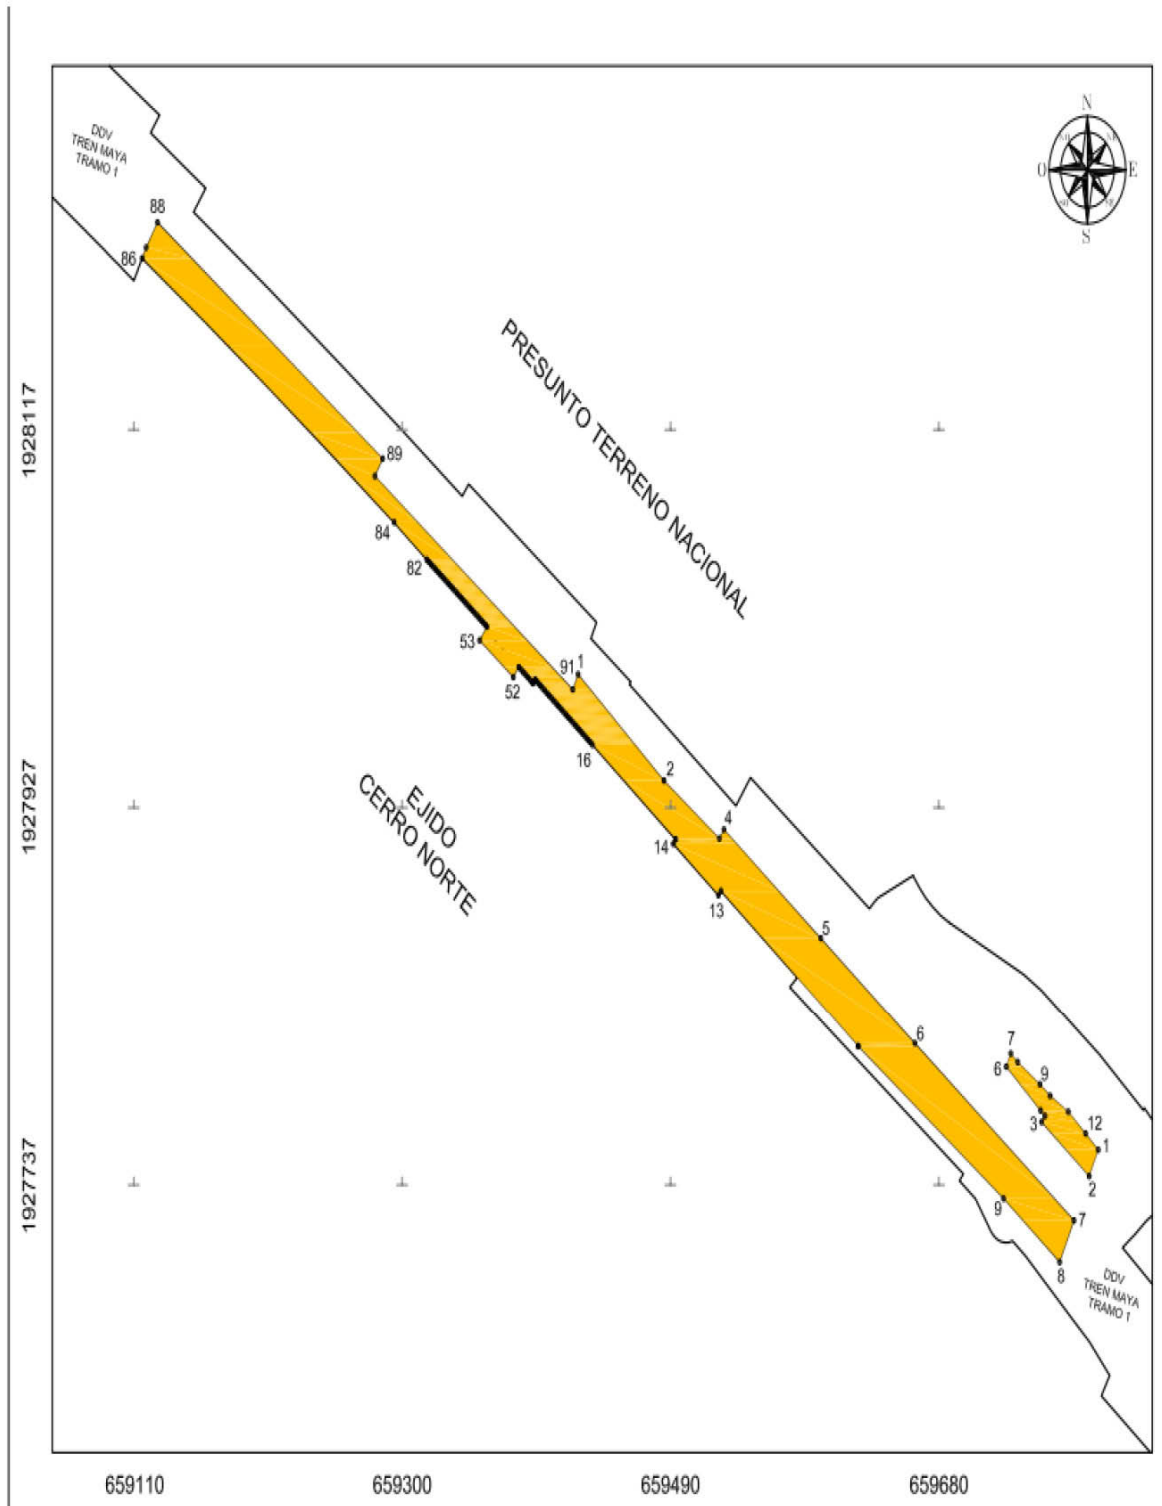 N
O
E
S
DDV
TREN MAYA
TRAMO 1
88
86
PRESUNTO TERRENO NACIONAL
1928117
89
84
82
53
91
1
52
16
2
1927927
EJIDO
CERRO NORTE
4
14
13
5
6
7
6
9
3
12
1
2
1927737
9
7
8
DDV
TREN MAYA
TRAMO 1
659110
659300
659490
659680